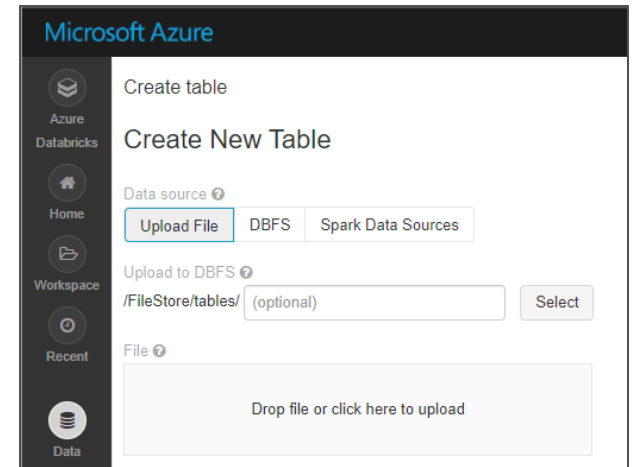 Microsoft Azure
Azure
Databricks
Home
Workspace
Recent
Data
Create table
Create New Table
Data source
Upload File DBFS Spark Data Sources
Upload to DBFS
/FileStore/tables/ (optional) Select
File
Drop file or click here to upload